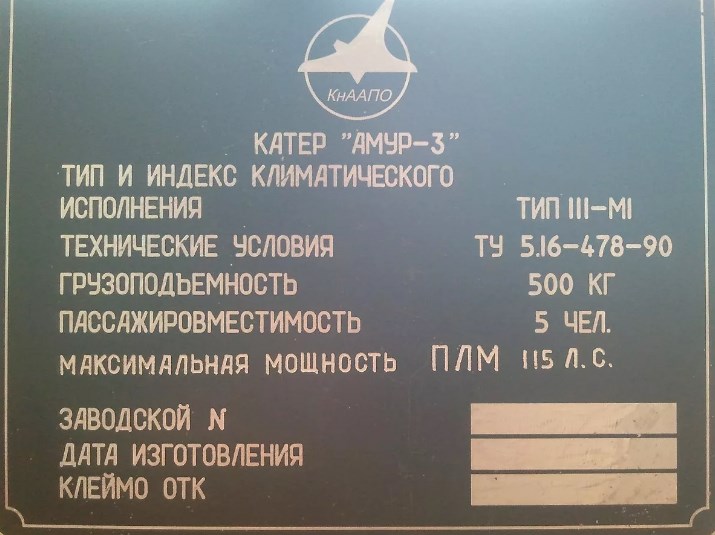 КнААПО
КАТЕР "АМУР-3"
ТИП И ИНДЕКС КЛИМАТИЧЕСКОГО
ИСПОЛНЕНИЯ ТИП III-М1
ТЕХНИЧЕСКИЕ УСЛОВИЯ ТУ 5.16-478-90
ГРУЗОПОДЪЕМНОСТЬ 500 КГ
ПАССАЖИРОВМЕСТИМОСТЬ 5 ЧЕЛ.
МАКСИМАЛЬНАЯ МОЩНОСТЬ ПЛМ 115 Л.С.
ЗАВОДСКОЙ N
ДАТА ИЗГОТОВЛЕНИЯ
КЛЕЙМО ОТК